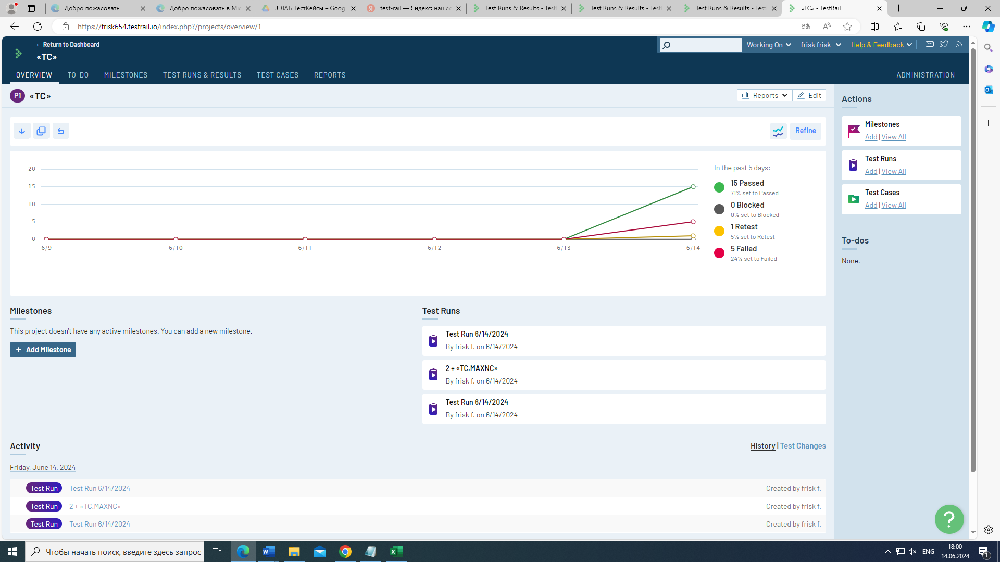 Добро пожаловать
Добро пожаловать в Mic
3 ЛАБ ТестКейсы – Googl
test-rail — Яндекс: нашло
Test Runs & Results - Test
Test Runs & Results - Test
Test Runs & Results - Test
«TC» - TestRail
https://frisk654.testrail.io/index.php?/projects/overview/1
← Return to Dashboard
«TC»
Working On
frisk frisk
Help & Feedback
OVERVIEW
TO-DO
MILESTONES
TEST RUNS & RESULTS
TEST CASES
REPORTS
ADMINISTRATION
P1
«TC»
Reports
Edit
Refine
20
15
10
5
0
6/9
6/10
6/11
6/12
6/13
6/14
In the past 5 days:
15 Passed
71% set to Passed
0 Blocked
0% set to Blocked
1 Retest
5% set to Retest
5 Failed
24% set to Failed
Actions
Milestones
Add | View All
Test Runs
Add | View All
Test Cases
Add | View All
To-dos
None.
Milestones
This project doesn't have any active milestones. You can add a new milestone.
+ Add Milestone
Test Runs
Test Run 6/14/2024
By frisk f. on 6/14/2024
2 + «TC.MAXNC»
By frisk f. on 6/14/2024
Test Run 6/14/2024
By frisk f. on 6/14/2024
Activity
History | Test Changes
Friday, June 14, 2024
Test Run
Test Run 6/14/2024
Created by frisk f.
Test Run
2 + «TC.MAXNC»
Created by frisk f.
Test Run
Test Run 6/14/2024
Created by frisk f.
?
Чтобы начать поиск, введите здесь запрос
ENG
18:00
14.06.2024
1